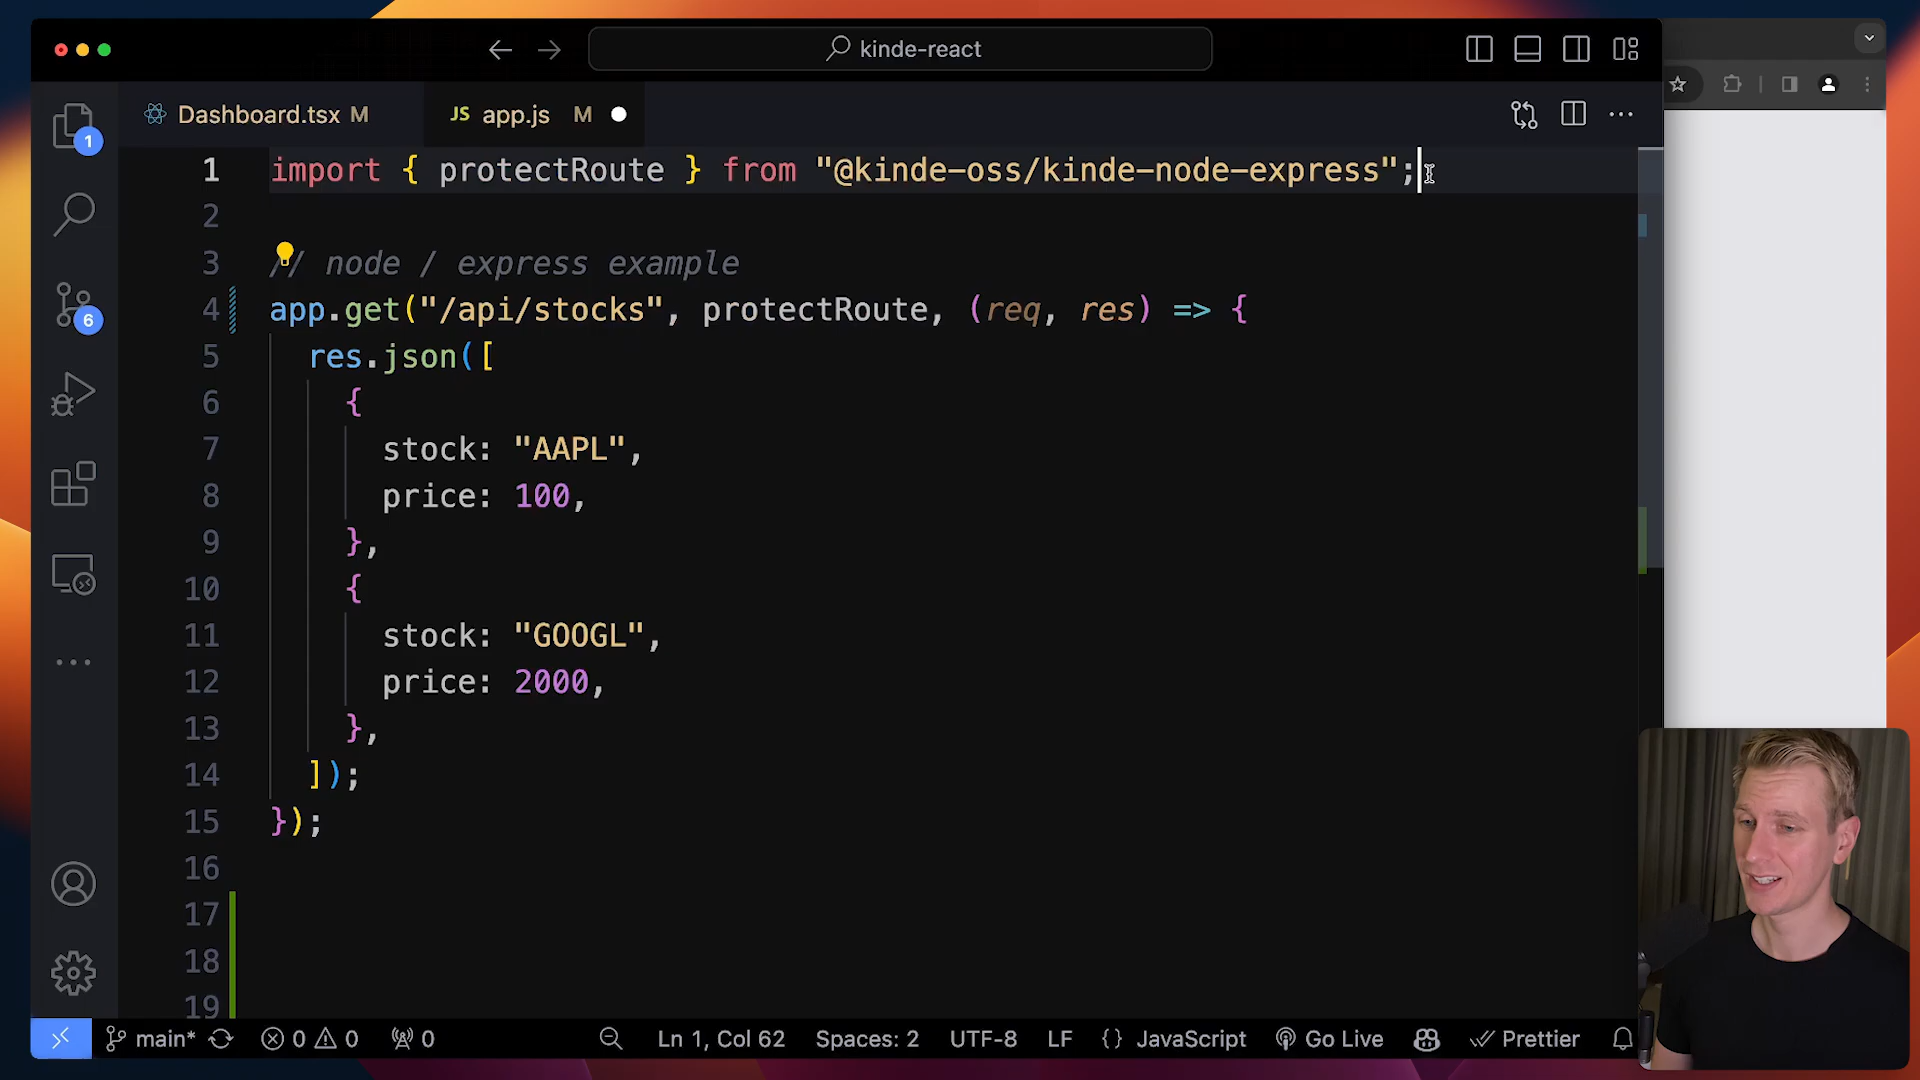 kinde-react
Dashboard.tsx M
JS app.js M
1
1 import { protectRoute } from "@kinde-oss/kinde-node-express";
2
3 // node / express example
4 app.get("/api/stocks", protectRoute, (req, res) => {
6
5 res.json([
6 {
7 stock: "AAPL",
8 price: 100,
9 },
10 {
11 stock: "GOOGL",
12 price: 2000,
13 },
14 ]);
15 });
16
17
18
19
main* 0 0 0 Ln 1, Col 62 Spaces: 2 UTF-8 LF {} JavaScript Go Live Prettier